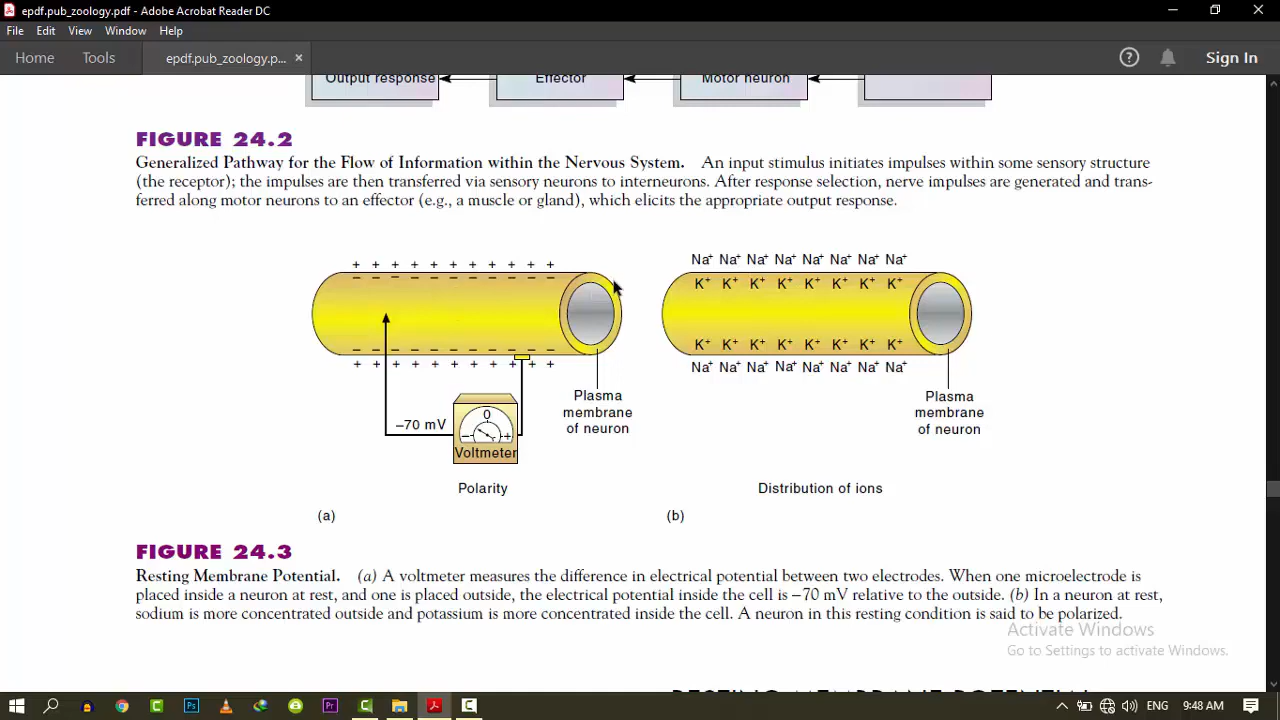 epdf.pub_zoology.pdf - Adobe Acrobat Reader DC
File Edit View Window Help
Home Tools epdf.pub_zoology.p... × Sign In
Output response Effector Motor neuron
FIGURE 24.2
Generalized Pathway for the Flow of Information within the Nervous System. An input stimulus initiates impulses within some sensory structure
(the receptor); the impulses are then transferred via sensory neurons to interneurons. After response selection, nerve impulses are generated and trans-
ferred along motor neurons to an effector (e.g., a muscle or gland), which elicits the appropriate output response.
+ + + + + + + + + + +
– – – – – – – – – – –
– – – – – – – – – – –
+ + + + + + + + + + +
–70 mV
0
– +
Voltmeter
Plasma
membrane
of neuron
Polarity
(a)
Na+ Na+ Na+ Na+ Na+ Na+ Na+ Na+
K+ K+ K+ K+ K+ K+ K+ K+
K+ K+ K+ K+ K+ K+ K+ K+
Na+ Na+ Na+ Na+ Na+ Na+ Na+ Na+
Plasma
membrane
of neuron
Distribution of ions
(b)
FIGURE 24.3
Resting Membrane Potential. (a) A voltmeter measures the difference in electrical potential between two electrodes. When one microelectrode is
placed inside a neuron at rest, and one is placed outside, the electrical potential inside the cell is –70 mV relative to the outside. (b) In a neuron at rest,
sodium is more concentrated outside and potassium is more concentrated inside the cell. A neuron in this resting condition is said to be polarized.
Activate Windows
Go to Settings to activate Windows.
RESTING MEMBRANE POTENTIAL
ENG 9:48 AM